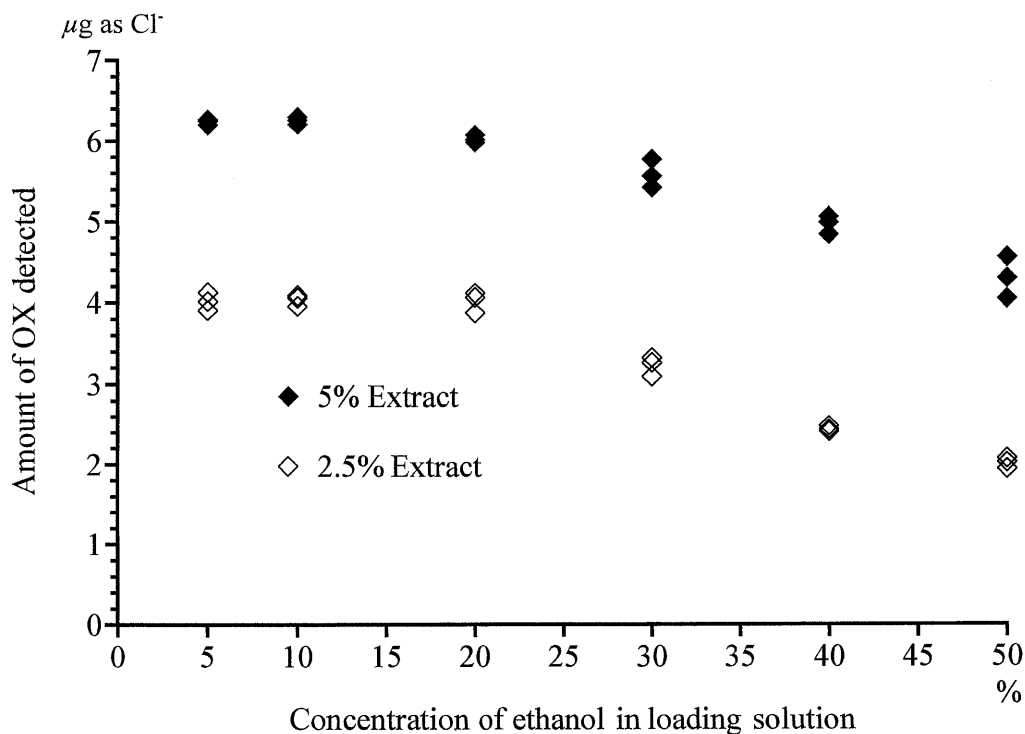 µg as Cl⁻
7
6
5
4
3
2
1
0
Amount of OX detected
5% Extract
2.5% Extract
0 5 10 15 20 25 30 35 40 45 50
%
Concentration of ethanol in loading solution